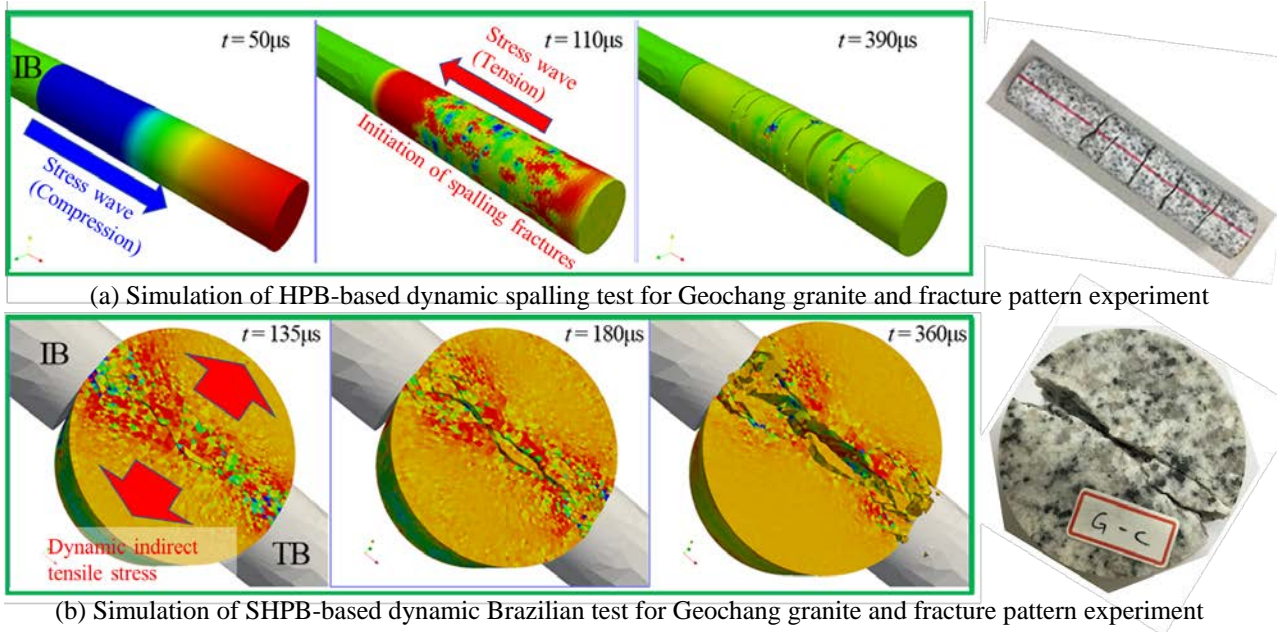 t = 50μs
IB
Stress wave
(Compression)
t = 110μs
Stress wave
(Tension)
Initiation of spalling fractures
t = 390μs
(a) Simulation of HPB-based dynamic spalling test for Geochang granite and fracture pattern experiment
t = 135μs
IB
Dynamic indirect
tensile stress
TB
t = 180μs
t = 360μs
G-C
(b) Simulation of SHPB-based dynamic Brazilian test for Geochang granite and fracture pattern experiment